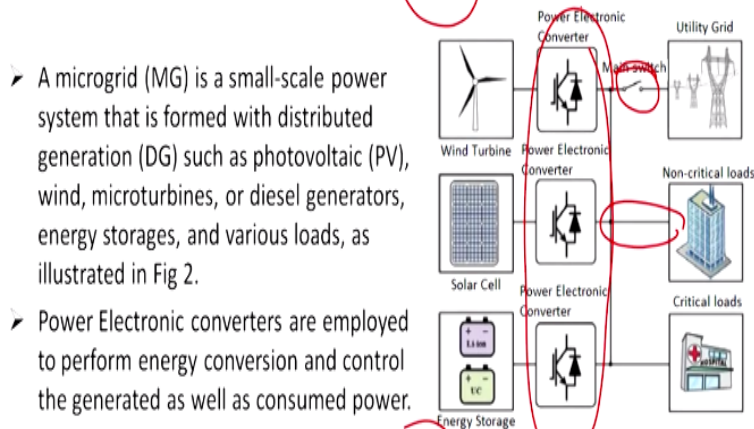 ➤ A microgrid (MG) is a small-scale power
system that is formed with distributed
generation (DG) such as photovoltaic (PV),
wind, microturbines, or diesel generators,
energy storages, and various loads, as
illustrated in Fig 2.
➤ Power Electronic converters are employed
to perform energy conversion and control
the generated as well as consumed power.
Power Electronic
Converter
Utility Grid
Main switch
Wind Turbine
Power Electronic
Converter
Non-critical loads
Solar Cell
Power Electronic
Converter
Critical loads
Li-ion
HOSPITAL
UC
Energy Storage